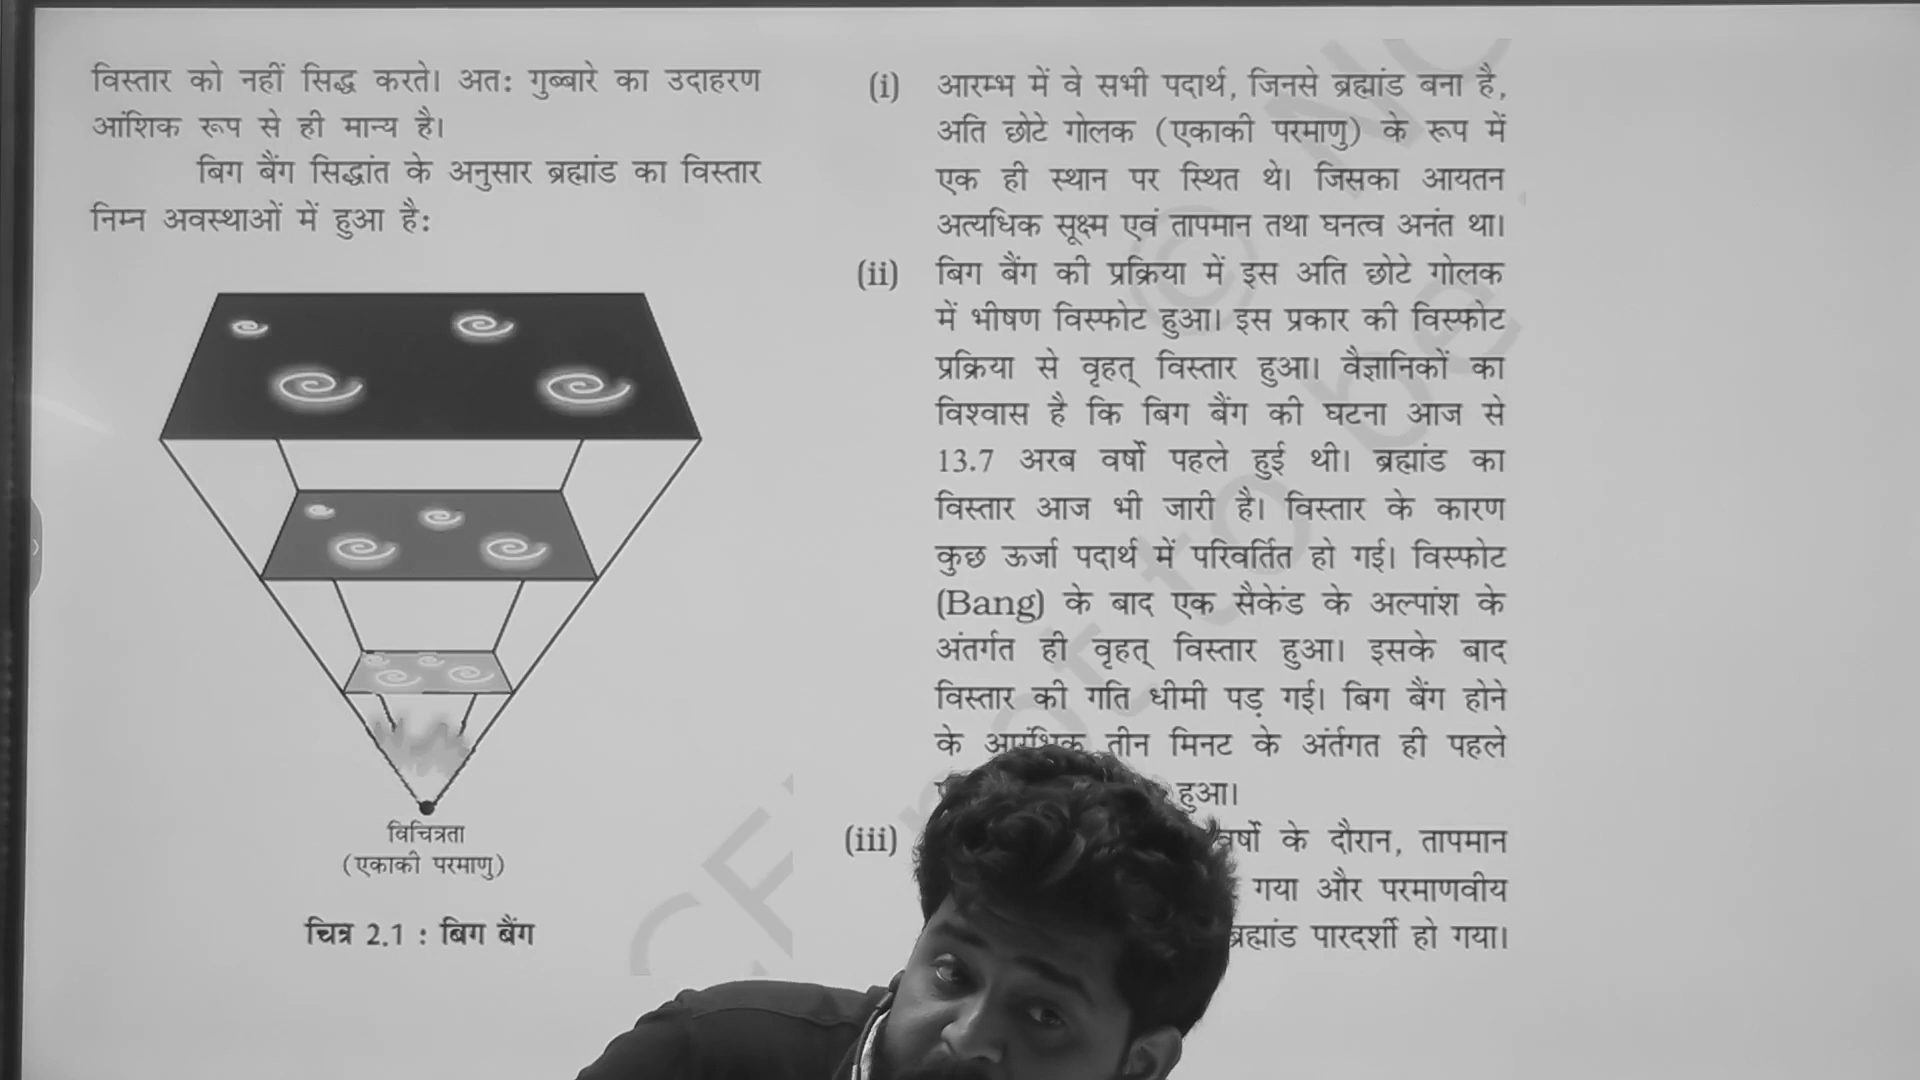 विस्तार को नहीं सिद्ध करते। अतः गुब्बारे का उदाहरण
आंशिक रूप से ही मान्य है।
बिग बैंग सिद्धांत के अनुसार ब्रह्मांड का विस्तार
निम्न अवस्थाओं में हुआ है:
विचित्रता
(एकाकी परमाणु)
चित्र 2.1 : बिग बैंग
(i) आरम्भ में वे सभी पदार्थ, जिनसे ब्रह्मांड बना है,
अति छोटे गोलक (एकाकी परमाणु) के रूप में
एक ही स्थान पर स्थित थे। जिसका आयतन
अत्यधिक सूक्ष्म एवं तापमान तथा घनत्व अनंत था।
(ii) बिग बैंग की प्रक्रिया में इस अति छोटे गोलक
में भीषण विस्फोट हुआ। इस प्रकार की विस्फोट
प्रक्रिया से वृहत् विस्तार हुआ। वैज्ञानिकों का
विश्वास है कि बिग बैंग की घटना आज से
13.7 अरब वर्षों पहले हुई थी। ब्रह्मांड का
विस्तार आज भी जारी है। विस्तार के कारण
कुछ ऊर्जा पदार्थ में परिवर्तित हो गई। विस्फोट
(Bang) के बाद एक सैकेंड के अल्पांश के
अंतर्गत ही वृहत् विस्तार हुआ। इसके बाद
विस्तार की गति धीमी पड़ गई। बिग बैंग होने
के आरंभिक तीन मिनट के अंर्तगत ही पहले
हुआ।
(iii) वर्षों के दौरान, तापमान
गया और परमाणवीय
ब्रह्मांड पारदर्शी हो गया।